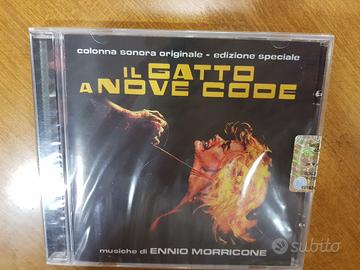 colonna sonora originale - edizione speciale
IL GATTO
A NOVE CODE
musiche di ENNIO MORRICONE
subito